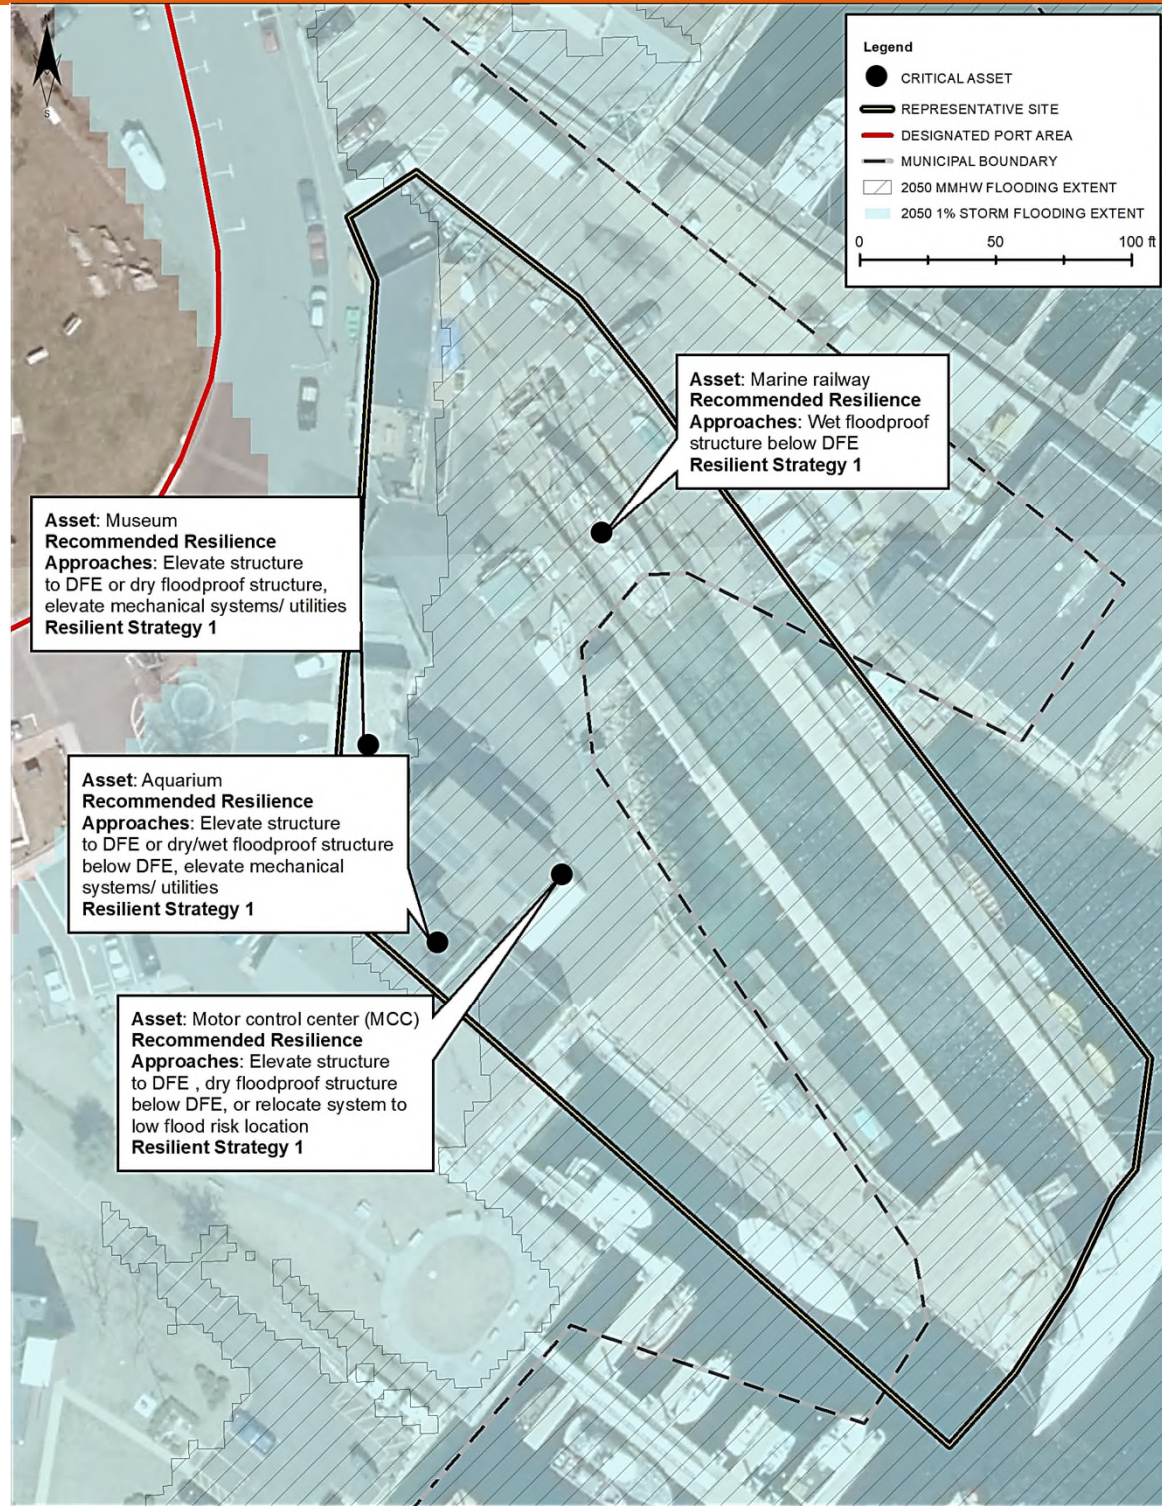 S
Legend
CRITICAL ASSET
REPRESENTATIVE SITE
DESIGNATED PORT AREA
MUNICIPAL BOUNDARY
2050 MMHW FLOODING EXTENT
2050 1% STORM FLOODING EXTENT
0 50 100 ft
Asset: Marine railway
Recommended Resilience
Approaches: Wet floodproof
structure below DFE
Resilient Strategy 1
Asset: Museum
Recommended Resilience
Approaches: Elevate structure
to DFE or dry floodproof structure,
elevate mechanical systems/ utilities
Resilient Strategy 1
Asset: Aquarium
Recommended Resilience
Approaches: Elevate structure
to DFE or dry/wet floodproof structure
below DFE, elevate mechanical
systems/ utilities
Resilient Strategy 1
Asset: Motor control center (MCC)
Recommended Resilience
Approaches: Elevate structure
to DFE , dry floodproof structure
below DFE, or relocate system to
low flood risk location
Resilient Strategy 1